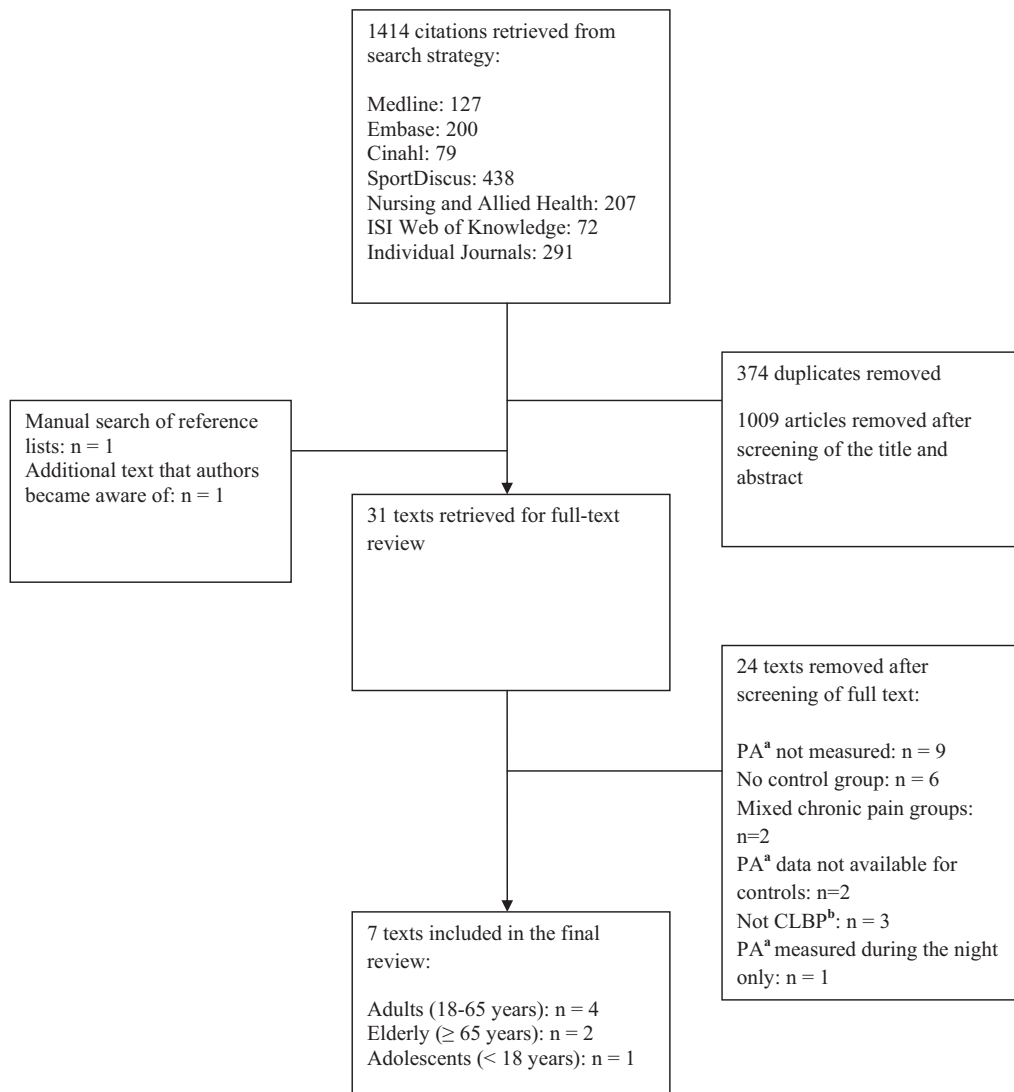 1414 citations retrieved from
search strategy:
Medline: 127
Embase: 200
Cinahl: 79
SportDiscus: 438
Nursing and Allied Health: 207
ISI Web of Knowledge: 72
Individual Journals: 291
374 duplicates removed
1009 articles removed after
screening of the title and
abstract
Manual search of reference
lists: n = 1
Additional text that authors
became aware of: n = 1
31 texts retrieved for full-text
review
24 texts removed after
screening of full text:
PAᵃ not measured: n = 9
No control group: n = 6
Mixed chronic pain groups:
n=2
PAᵃ data not available for
controls: n=2
Not CLBPᵇ: n = 3
PAᵃ measured during the night
only: n = 1
7 texts included in the final
review:
Adults (18-65 years): n = 4
Elderly (≥ 65 years): n = 2
Adolescents (< 18 years): n = 1